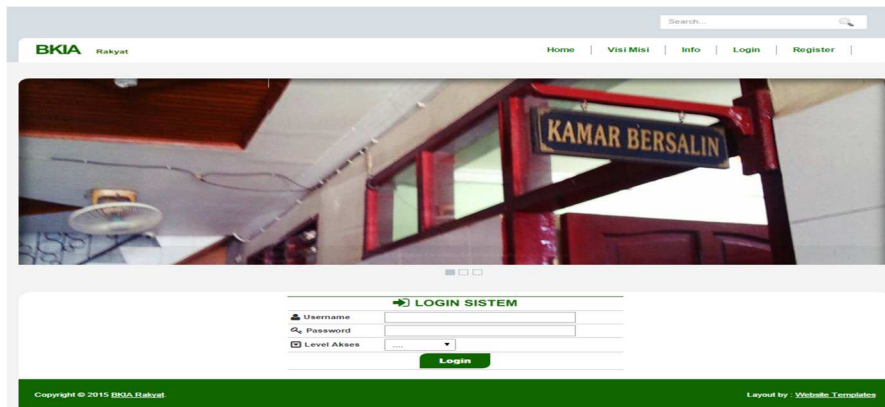 Search...
BKIA Rakyat
Home | Visi Misi | Info | Login | Register |
KAMAR BERSALIN
LOGIN SISTEM
Username
Password
Level Akses ....
Login
Copyright © 2015 BKIA Rakyat.
Layout by : Website Templates